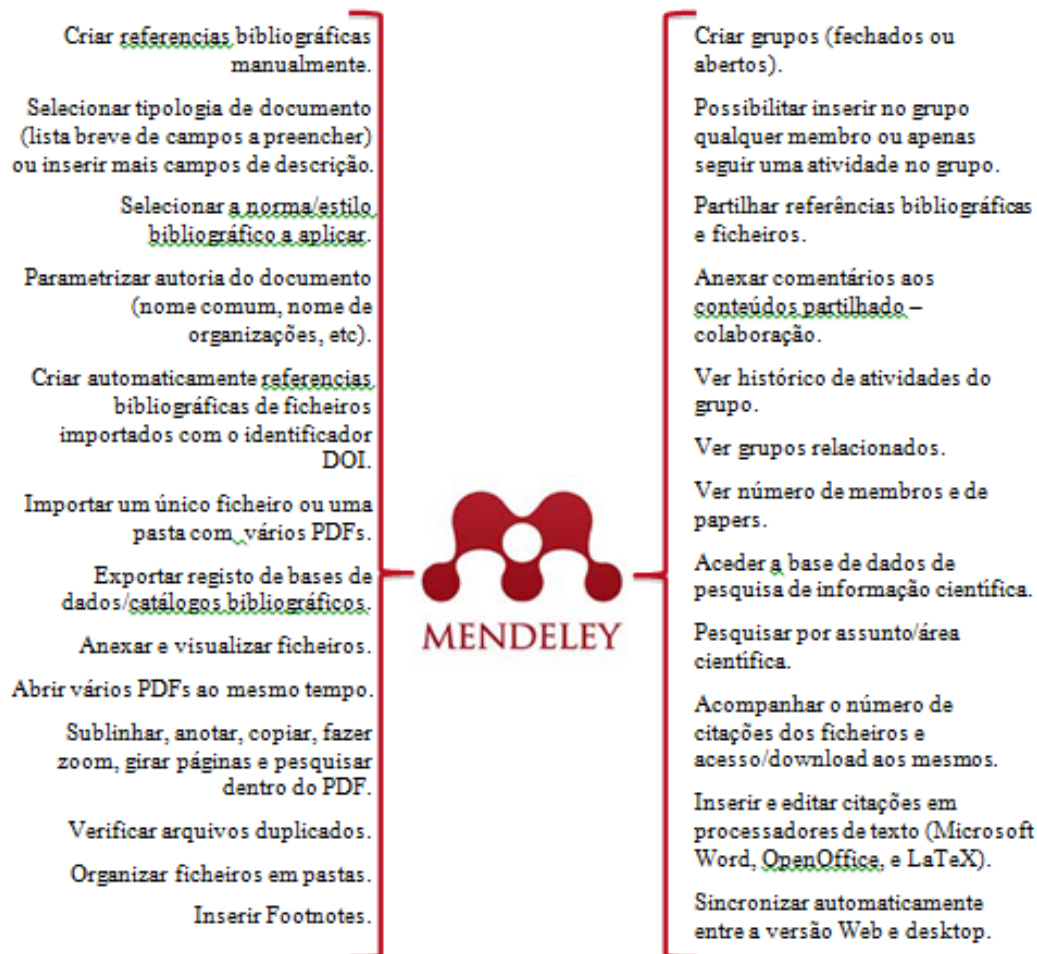 Criar referencias bibliográficas
manualmente.
Selecionar tipologia de documento
(lista breve de campos a preencher)
ou inserir mais campos de descrição.
Selecionar a norma/estilo
bibliográfico a aplicar.
Parametrizar autoria do documento
(nome comum, nome de
organizações, etc).
Criar automaticamente referencias
bibliográficas de ficheiros
importados com o identificador
DOI.
Importar um único ficheiro ou uma
pasta com vários PDFs.
Exportar registo de bases de
dados/catálogos bibliográficos.
Anexar e visualizar ficheiros.
Abrir vários PDFs ao mesmo tempo.
Sublinhar, anotar, copiar, fazer
zoom, girar páginas e pesquisar
dentro do PDF.
Verificar arquivos duplicados.
Organizar ficheiros em pastas.
Inserir Footnotes.
MENDELEY
Criar grupos (fechados ou
abertos).
Possibilitar inserir no grupo
qualquer membro ou apenas
seguir uma atividade no grupo.
Partilhar referências bibliográficas
e ficheiros.
Anexar comentários aos
conteúdos partilhado –
colaboração.
Ver histórico de atividades do
grupo.
Ver grupos relacionados.
Ver número de membros e de
papers.
Aceder a base de dados de
pesquisa de informação científica.
Pesquisar por assunto/área
científica.
Acompanhar o número de
citações dos ficheiros e
acesso/download aos mesmos.
Inserir e editar citações em
processadores de texto (Microsoft
Word, OpenOffice, e LaTeX).
Sincronizar automaticamente
entre a versão Web e desktop.